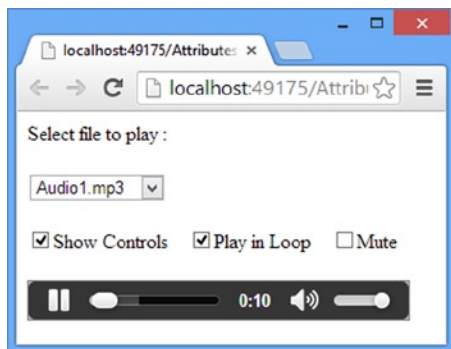 localhost:49175/Attributes
localhost:49175/Attribu
Select file to play :
Audio1.mp3
Show Controls Play in Loop Mute
0:10